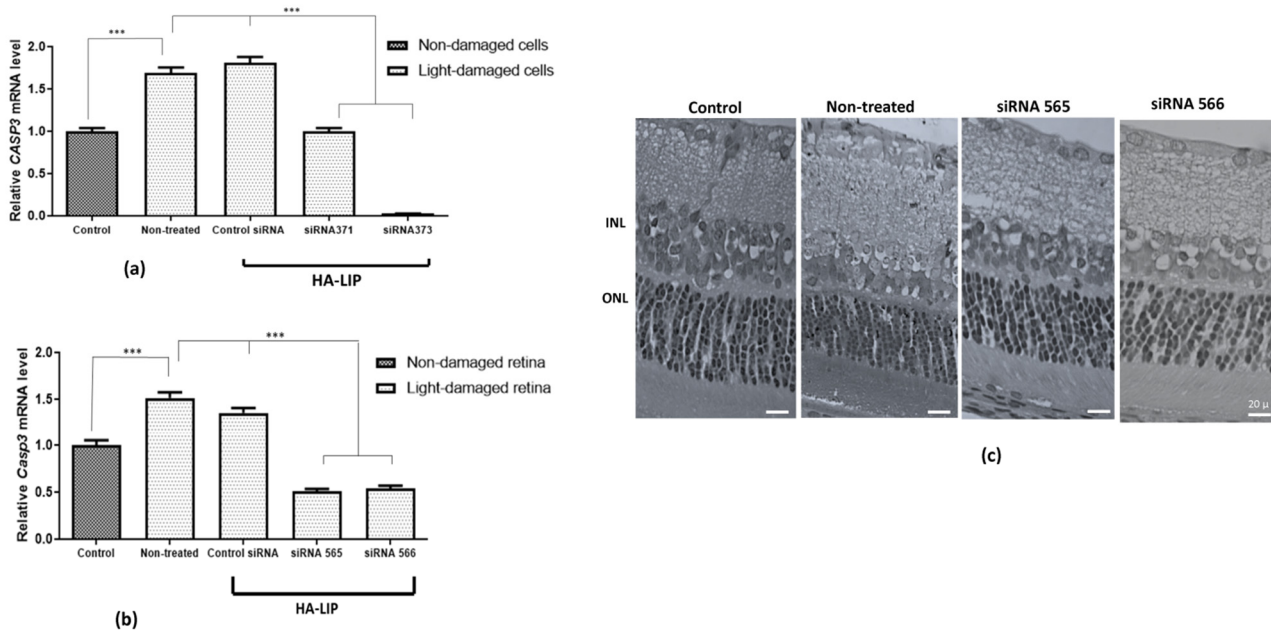 ***
***
Relative CASP3 mRNA level
2.0
1.5
1.0
0.5
0.0
Non-damaged cells
Light-damaged cells
Control
Non-treated
Control siRNA
siRNA371
siRNA373
HA-LIP
(a)
***
***
Relative Casp3 mRNA level
2.0
1.5
1.0
0.5
0.0
Non-damaged retina
Light-damaged retina
Control
Non-treated
Control siRNA
siRNA 565
siRNA 566
HA-LIP
(b)
Control
Non-treated
siRNA 565
siRNA 566
INL
ONL
20 µ
(c)